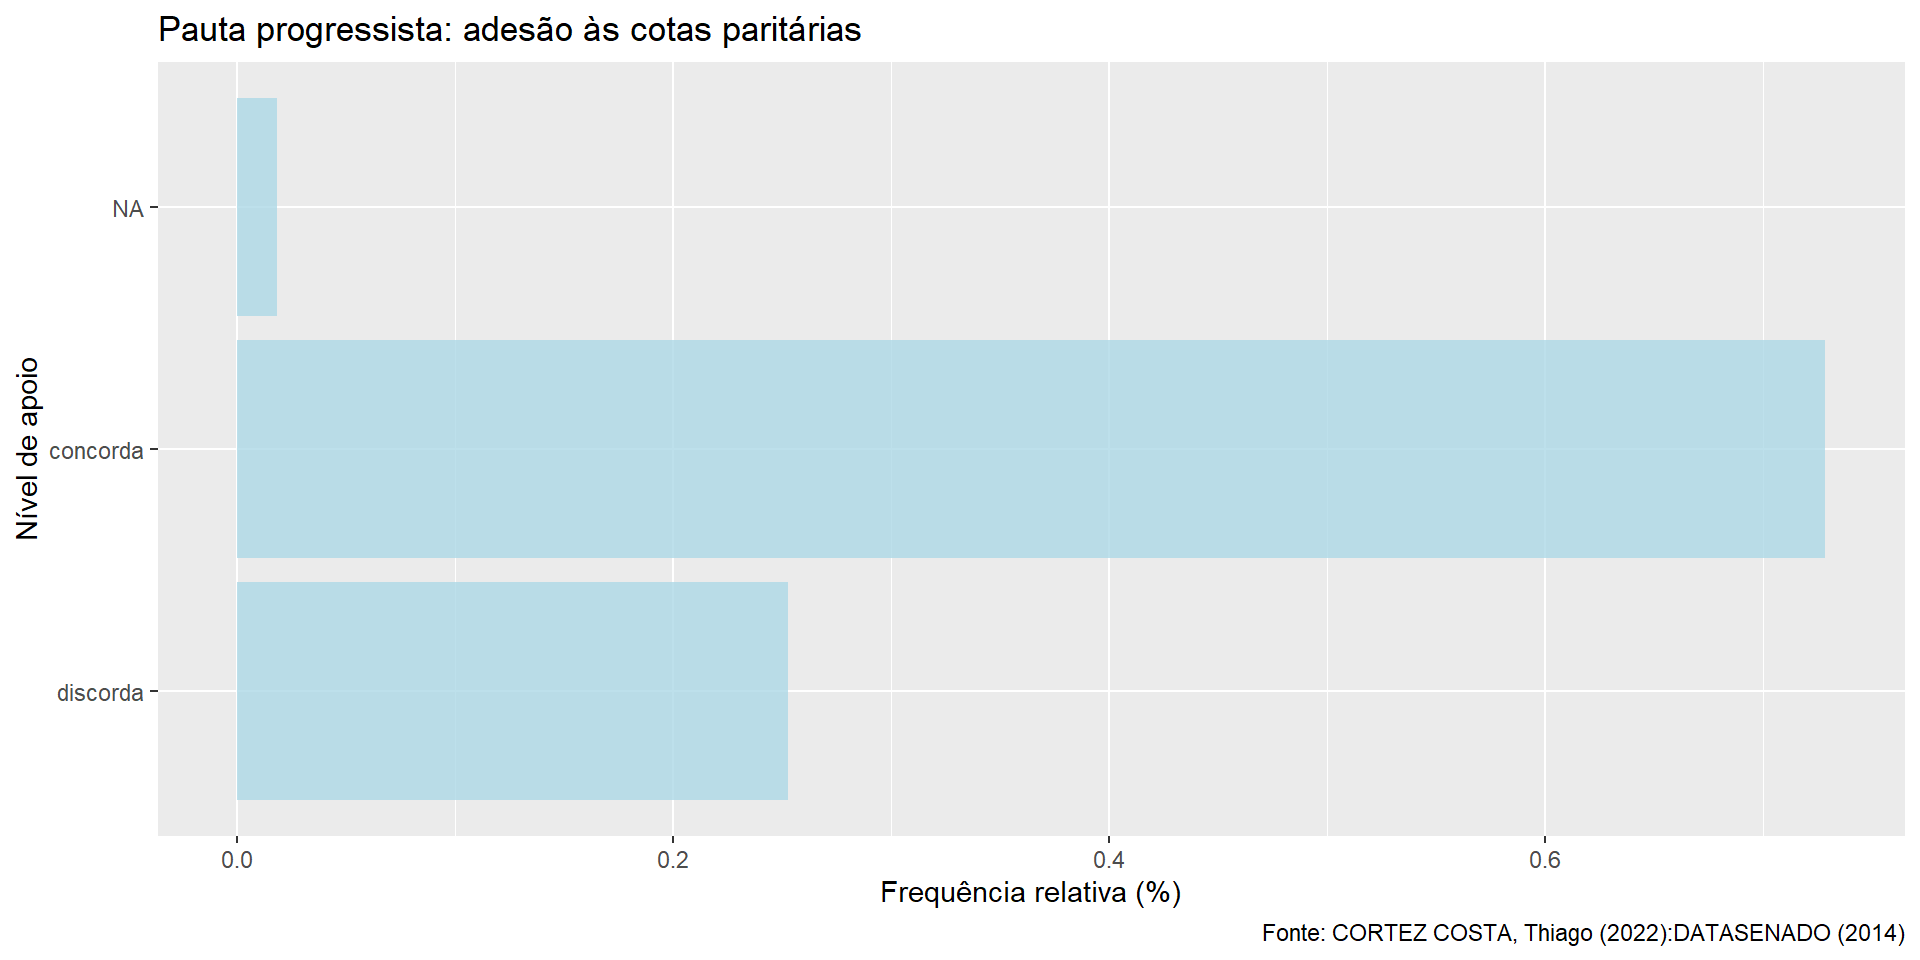 Pauta progressista: adesão às cotas paritárias
Nível de apoio
NA
concorda
discorda
0.0
0.2
0.4
0.6
Frequência relativa (%)
Fonte: CORTEZ COSTA, Thiago (2022):DATASENADO (2014)